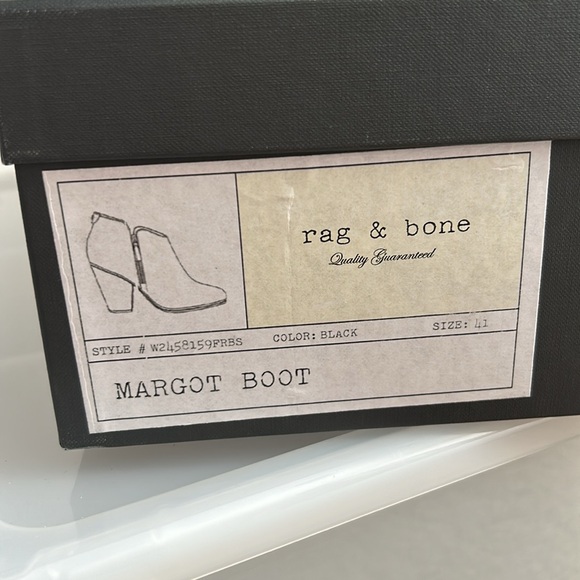 rag & bone
Quality Guaranteed
STYLE # W2458159FRBS COLOR: BLACK SIZE: 41
MARGOT BOOT